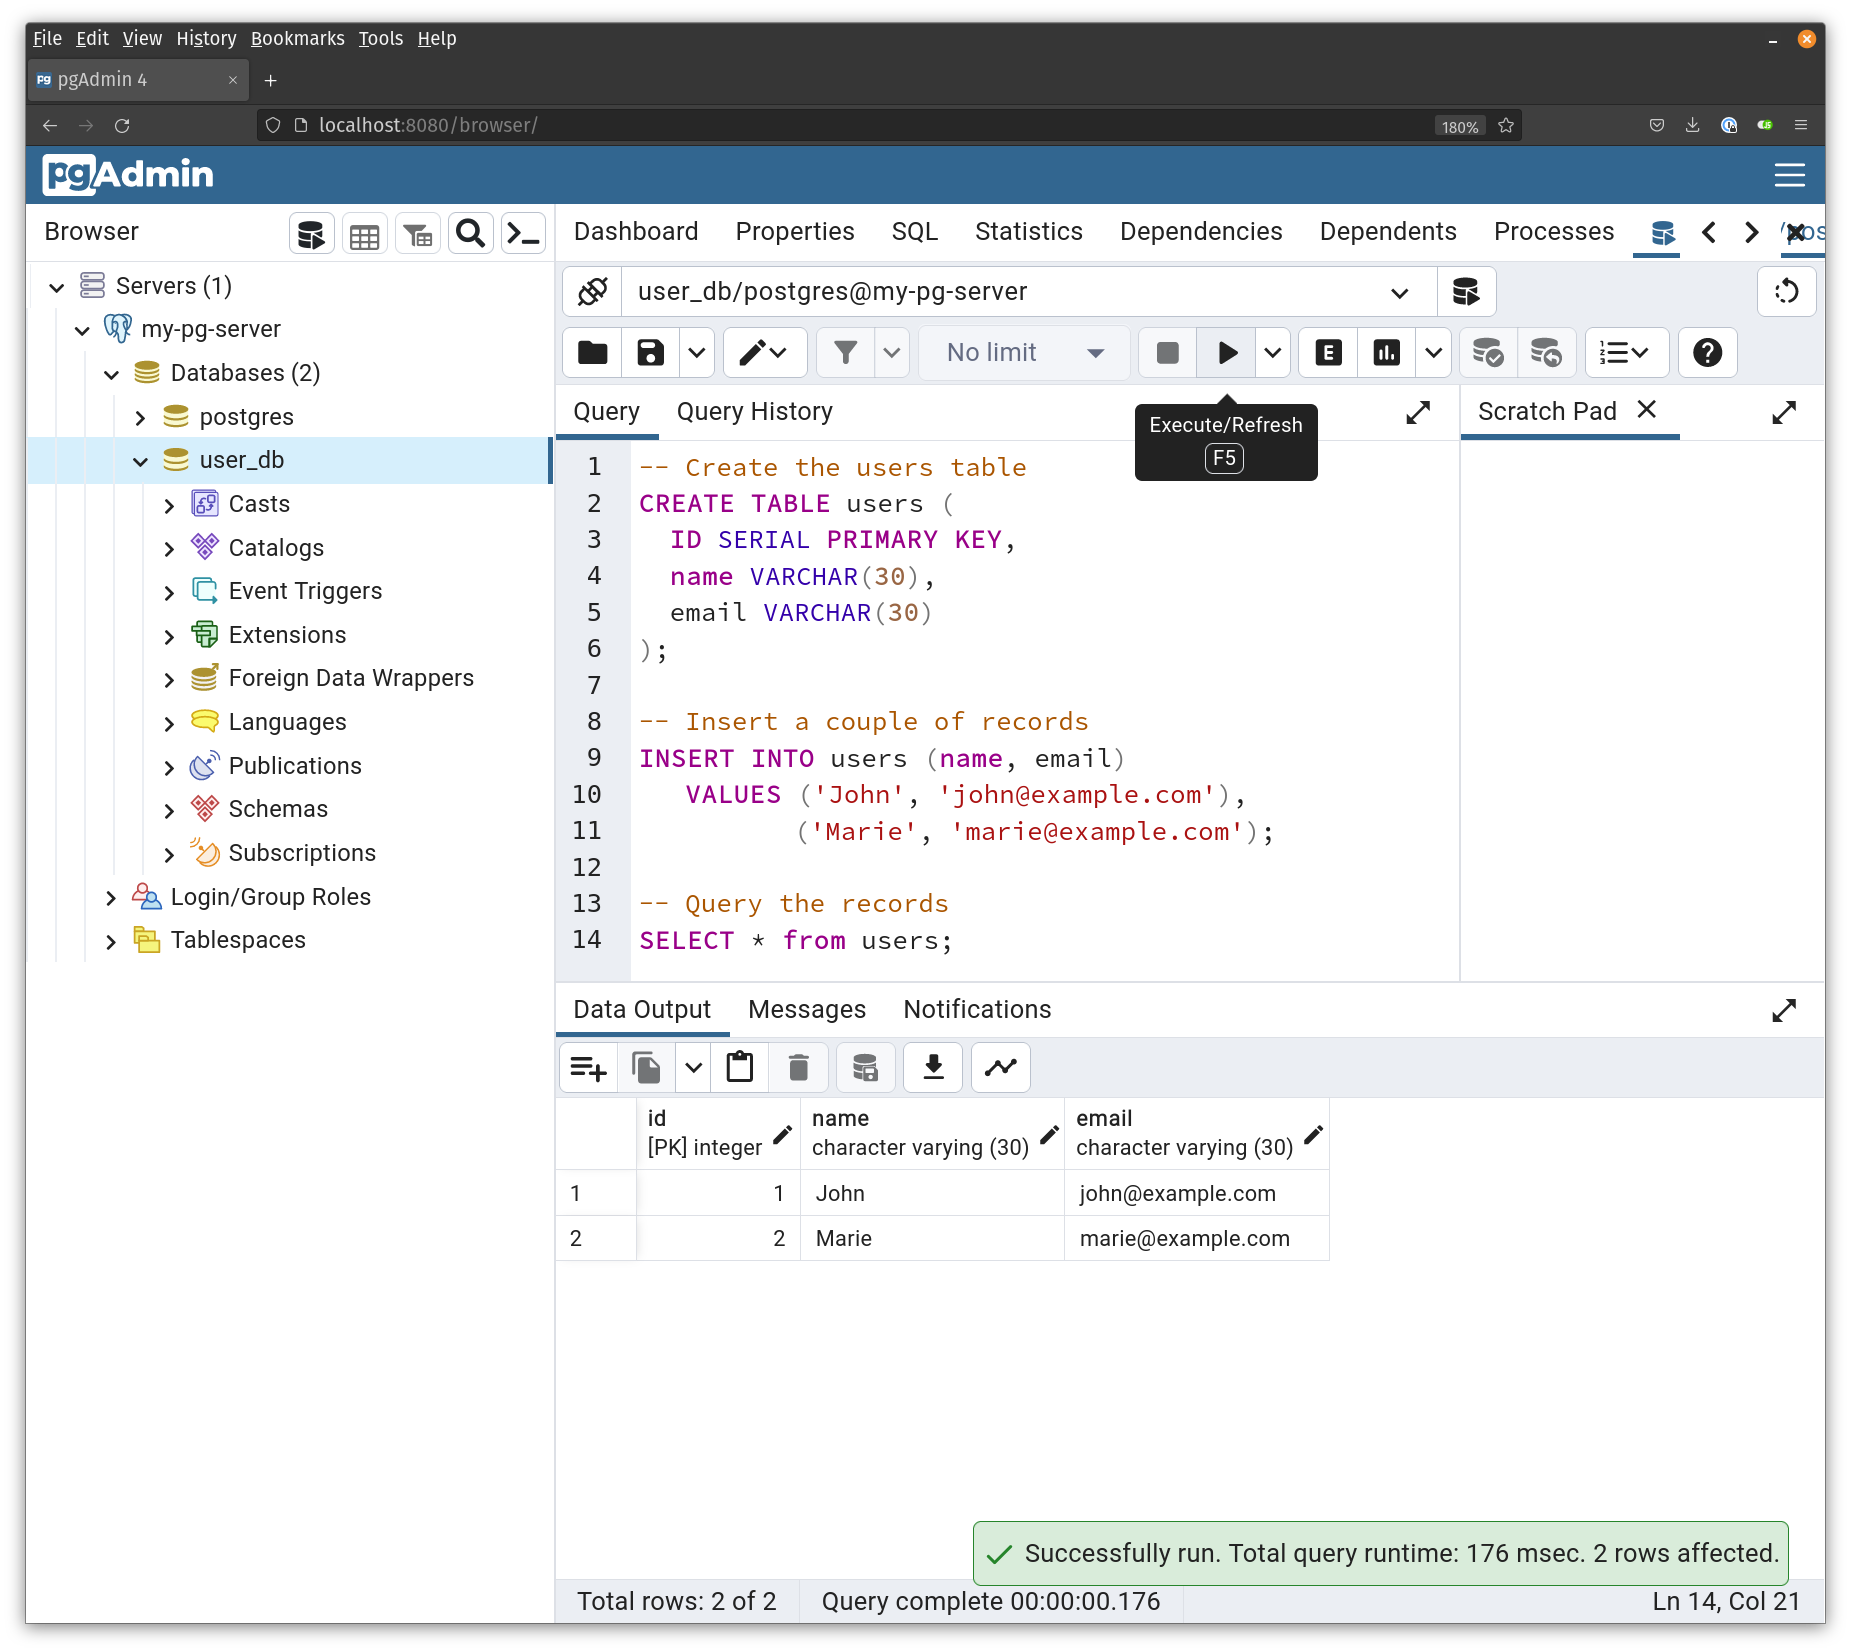 File Edit View History Bookmarks Tools Help
pgAdmin 4
localhost:8080/browser/ 180%
pgAdmin
Browser
Servers (1)
my-pg-server
Databases (2)
postgres
user_db
Casts
Catalogs
Event Triggers
Extensions
Foreign Data Wrappers
Languages
Publications
Schemas
Subscriptions
Login/Group Roles
Tablespaces
Dashboard Properties SQL Statistics Dependencies Dependents Processes
user_db/postgres@my-pg-server
No limit
E
Execute/Refresh
F5
Query Query History
Scratch Pad
1 -- Create the users table
2 CREATE TABLE users (
3 ID SERIAL PRIMARY KEY,
4 name VARCHAR(30),
5 email VARCHAR(30)
6 );
7
8 -- Insert a couple of records
9 INSERT INTO users (name, email)
10 VALUES ('John', 'john@example.com'),
11 ('Marie', 'marie@example.com');
12
13 -- Query the records
14 SELECT * from users;
Data Output Messages Notifications
id name email
[PK] integer character varying (30) character varying (30)
1 1 John john@example.com
2 2 Marie marie@example.com
Successfully run. Total query runtime: 176 msec. 2 rows affected.
Total rows: 2 of 2 Query complete 00:00:00.176 Ln 14, Col 21